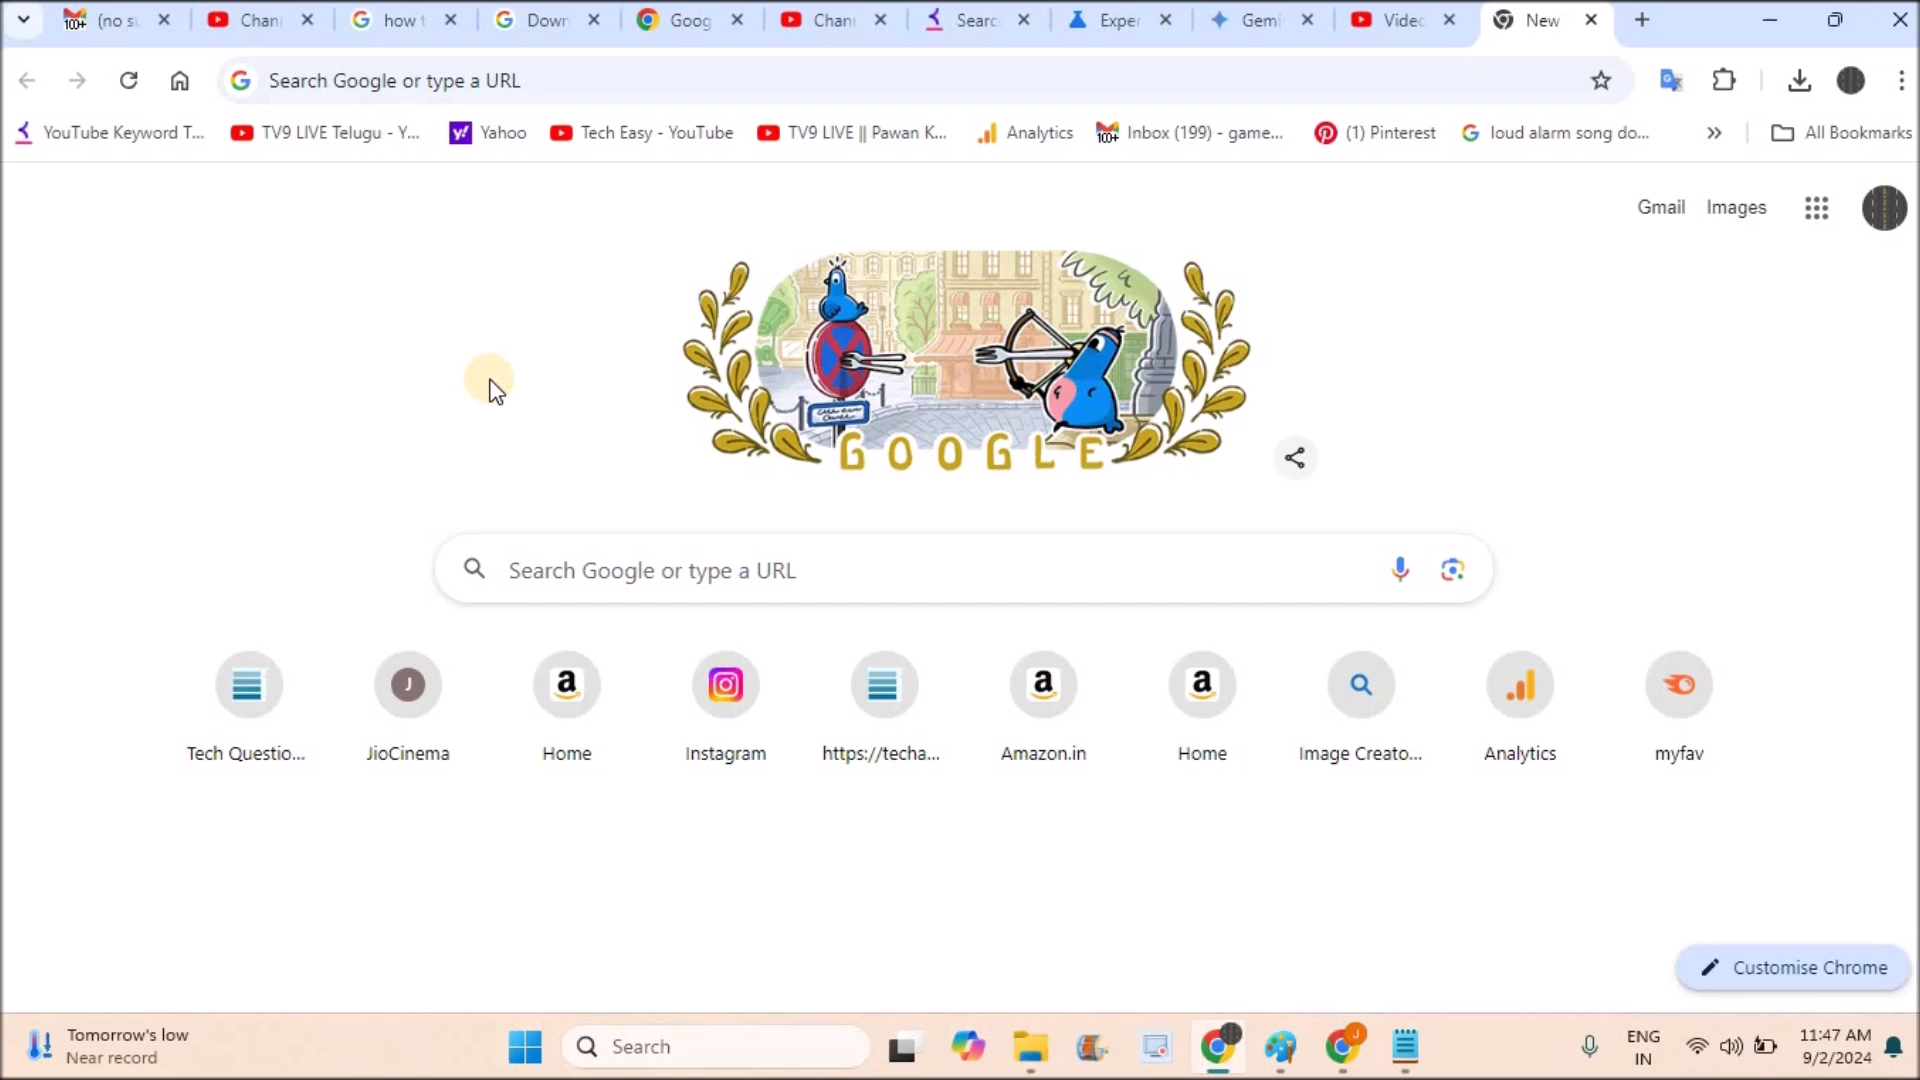 (no su
Chan
how t
Down
Goog
Chan
Searc
Exper
Gemi
Video
New
Search Google or type a URL
YouTube Keyword T...
TV9 LIVE Telugu - Y...
Yahoo
Tech Easy - YouTube
TV9 LIVE || Pawan K...
Analytics
Inbox (199) - game...
(1) Pinterest
loud alarm song do...
All Bookmarks
Gmail
Images
GOOGLE
Search Google or type a URL
Tech Questio...
J
JioCinema
Home
Instagram
https://techa...
Amazon.in
Home
Image Creato...
Analytics
myfav
Customise Chrome
Tomorrow's low
Near record
Search
J
ENG
IN
11:47 AM
9/2/2024